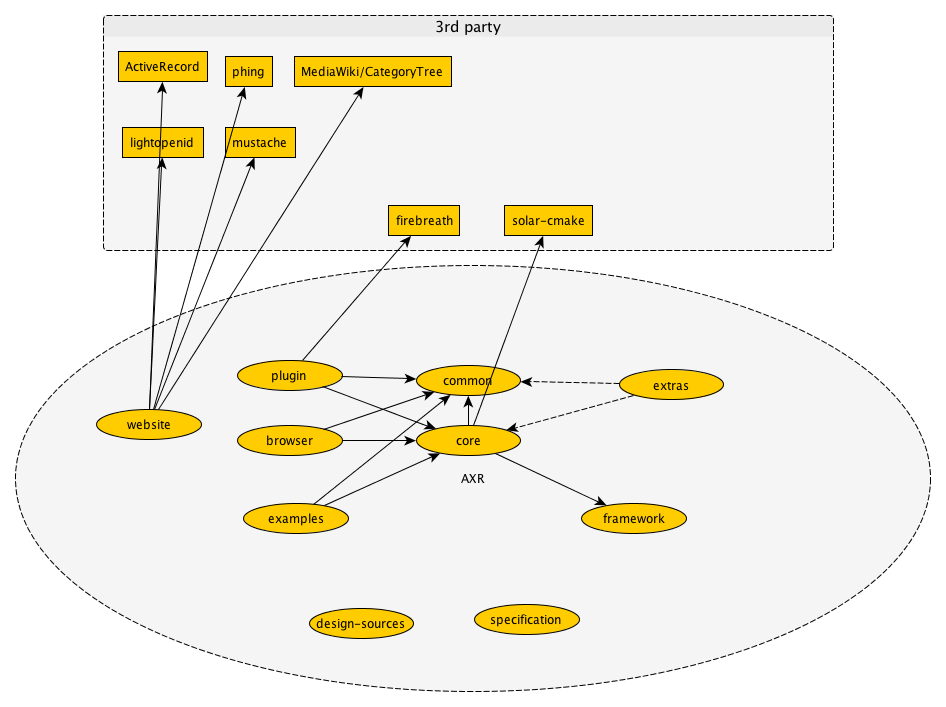 3rd party
ActiveRecord
phing
MediaWiki/CategoryTree
lightopenid
mustache
firebreath
solar-cmake
plugin
common
extras
website
browser
core
AXR
examples
framework
design-sources
specification